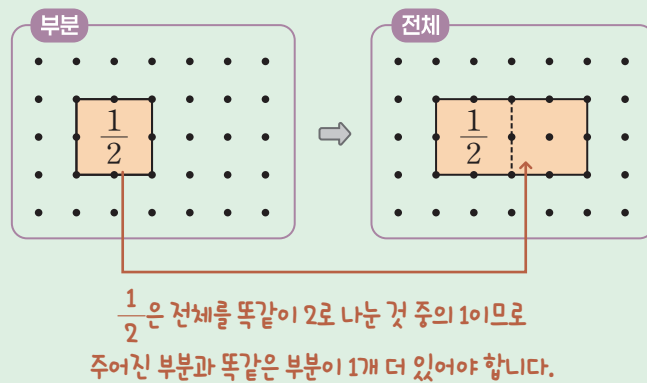 부분
전체
1/2
1/2
1/2은 전체를 똑같이 2로 나눈 것 중의 1이므로
주어진 부분과 똑같은 부분이 1개 더 있어야 합니다.